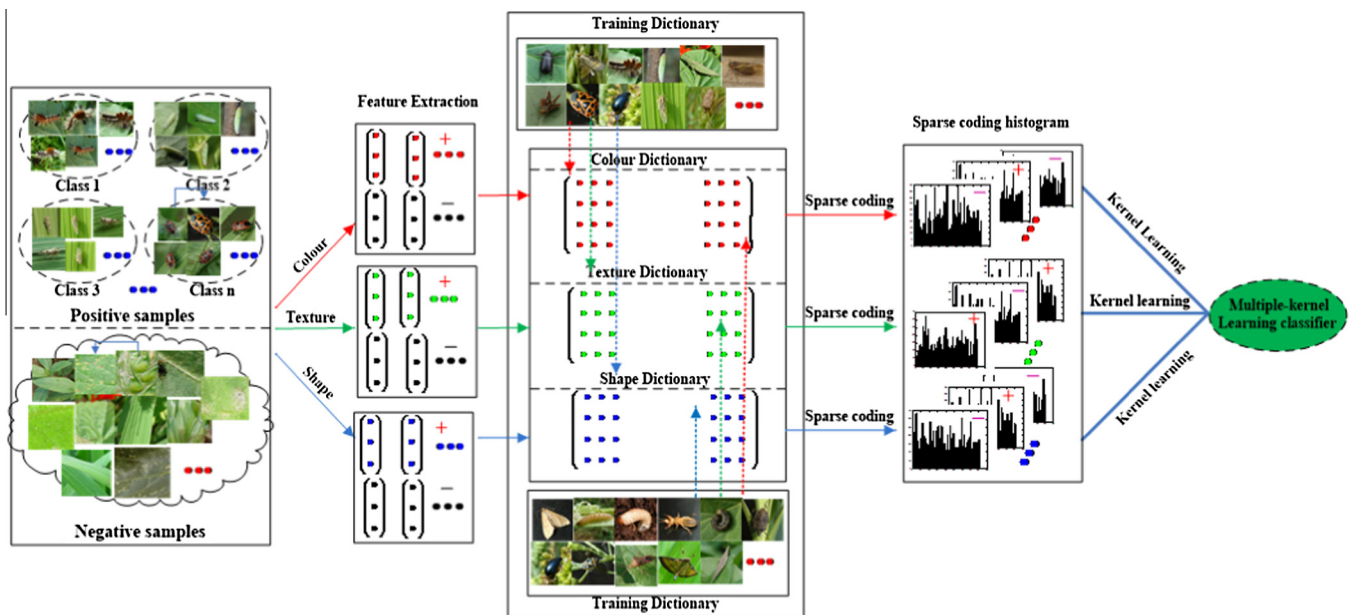 Training Dictionary
Feature Extraction
Sparse coding histogram
Class 1
Class 2
Class 3
Class n
Positive samples
Negative samples
Colour
Texture
Shape
+
−
+
−
+
−
Colour Dictionary
Texture Dictionary
Shape Dictionary
Training Dictionary
Sparse coding
Sparse coding
Sparse coding
+
−
−
+
−
+
−
+
−
Kernel Learning
Kernel learning
Kernel learning
Multiple-kernel
Learning classifier